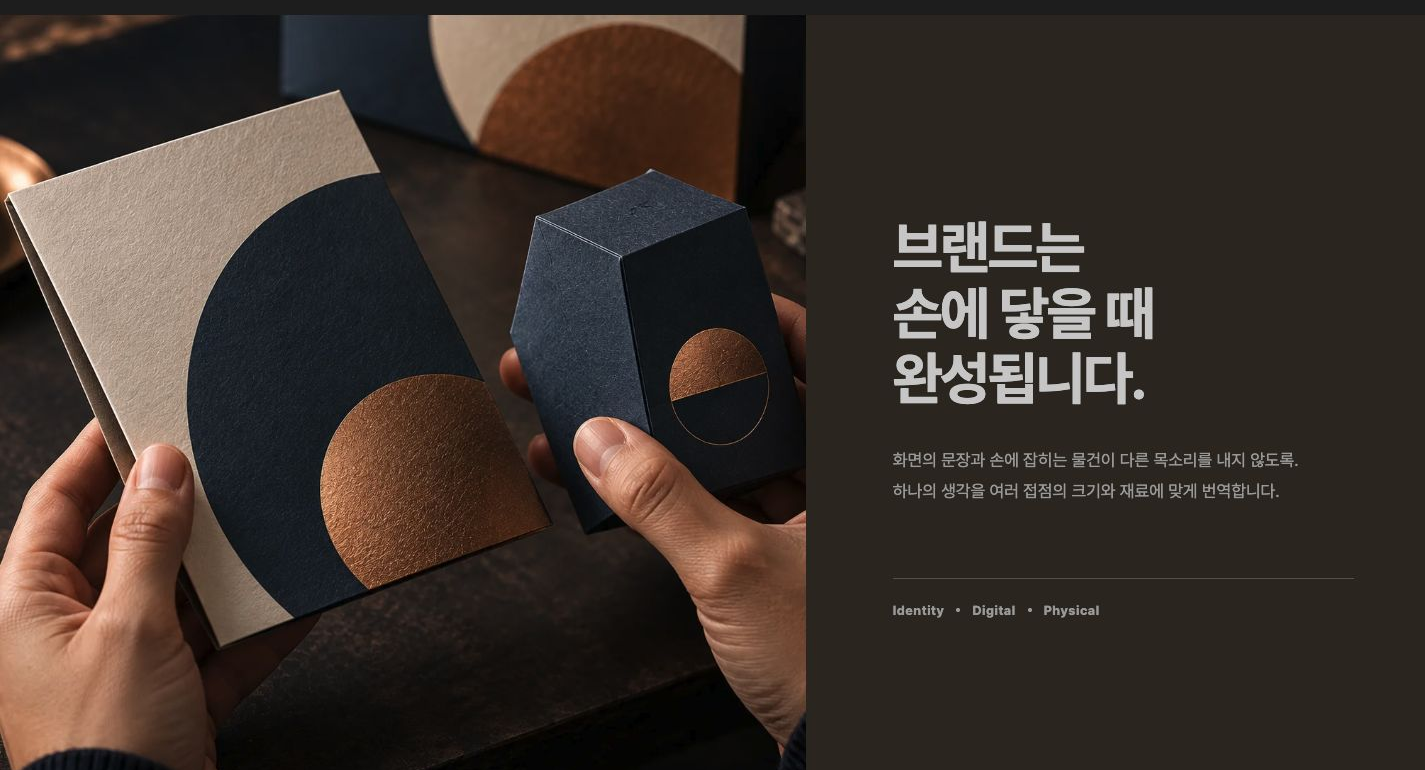 브랜드는
손에 닿을 때
완성됩니다.
화면의 문장과 손에 잡히는 물건이 다른 목소리를 내지 않도록.
하나의 생각을 여러 접점의 크기와 재료에 맞게 번역합니다.
Identity • Digital • Physical